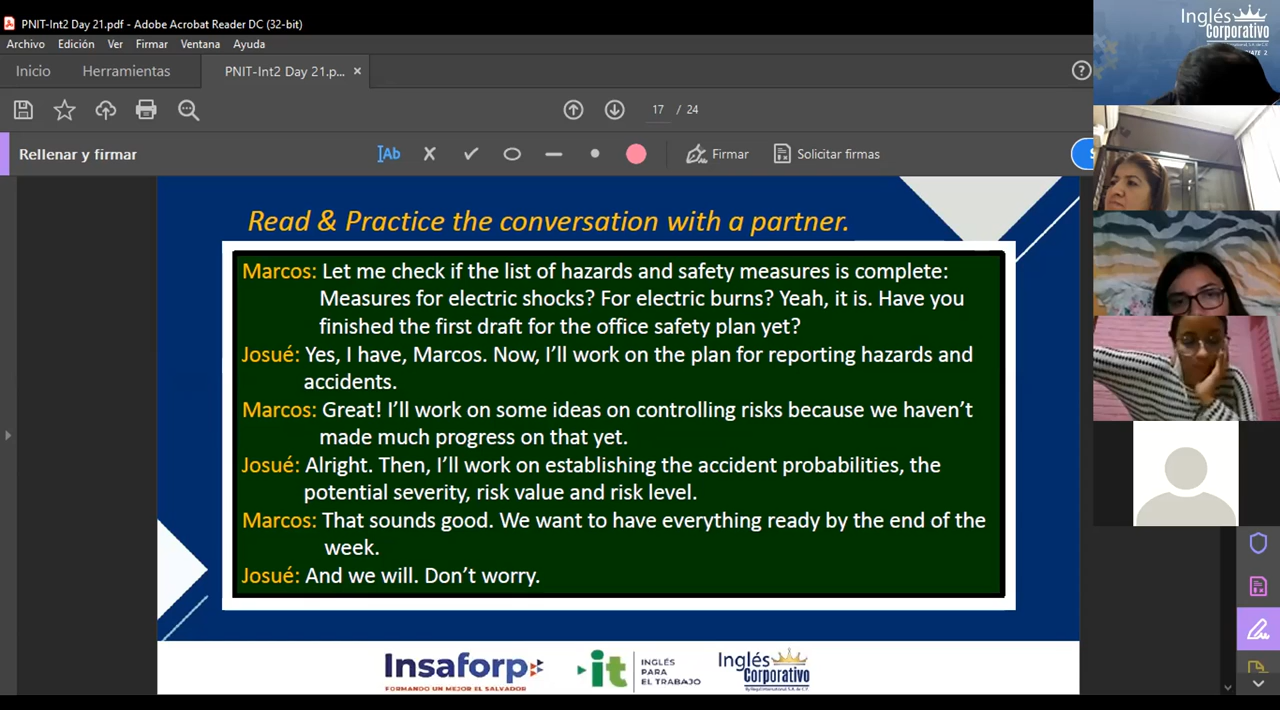 PNIT-Int2 Day 21.pdf - Adobe Acrobat Reader DC (32-bit)
Archivo Edición Ver Firmar Ventana Ayuda
Inicio Herramientas PNIT-Int2 Day 21.p... ×
17 / 24
Rellenar y firmar
Ab
Firmar
Solicitar firmas
Read & Practice the conversation with a partner.
Marcos: Let me check if the list of hazards and safety measures is complete:
Measures for electric shocks? For electric burns? Yeah, it is. Have you
finished the first draft for the office safety plan yet?
Josué: Yes, I have, Marcos. Now, I'll work on the plan for reporting hazards and
accidents.
Marcos: Great! I'll work on some ideas on controlling risks because we haven't
made much progress on that yet.
Josué: Alright. Then, I'll work on establishing the accident probabilities, the
potential severity, risk value and risk level.
Marcos: That sounds good. We want to have everything ready by the end of the
week.
Josué: And we will. Don't worry.
Insaforp
FORMANDO UN MEJOR EL SALVADOR
it
INGLÉS
PARA
EL TRABAJO
Inglés
Corporativo
Inglés
Corporativo